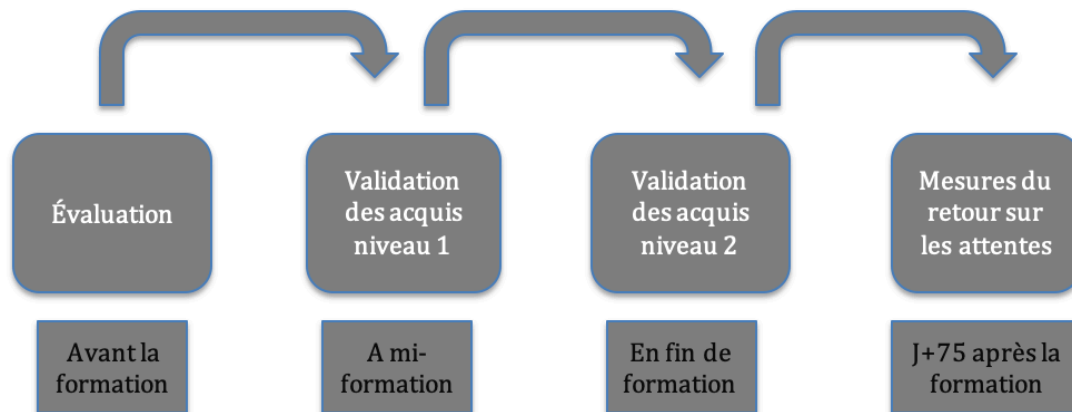 Évaluation
Validation
des acquis
niveau 1
Validation
des acquis
niveau 2
Mesures du
retour sur
les attentes
Avant la
formation
A mi-
formation
En fin de
formation
J+75 après la
formation